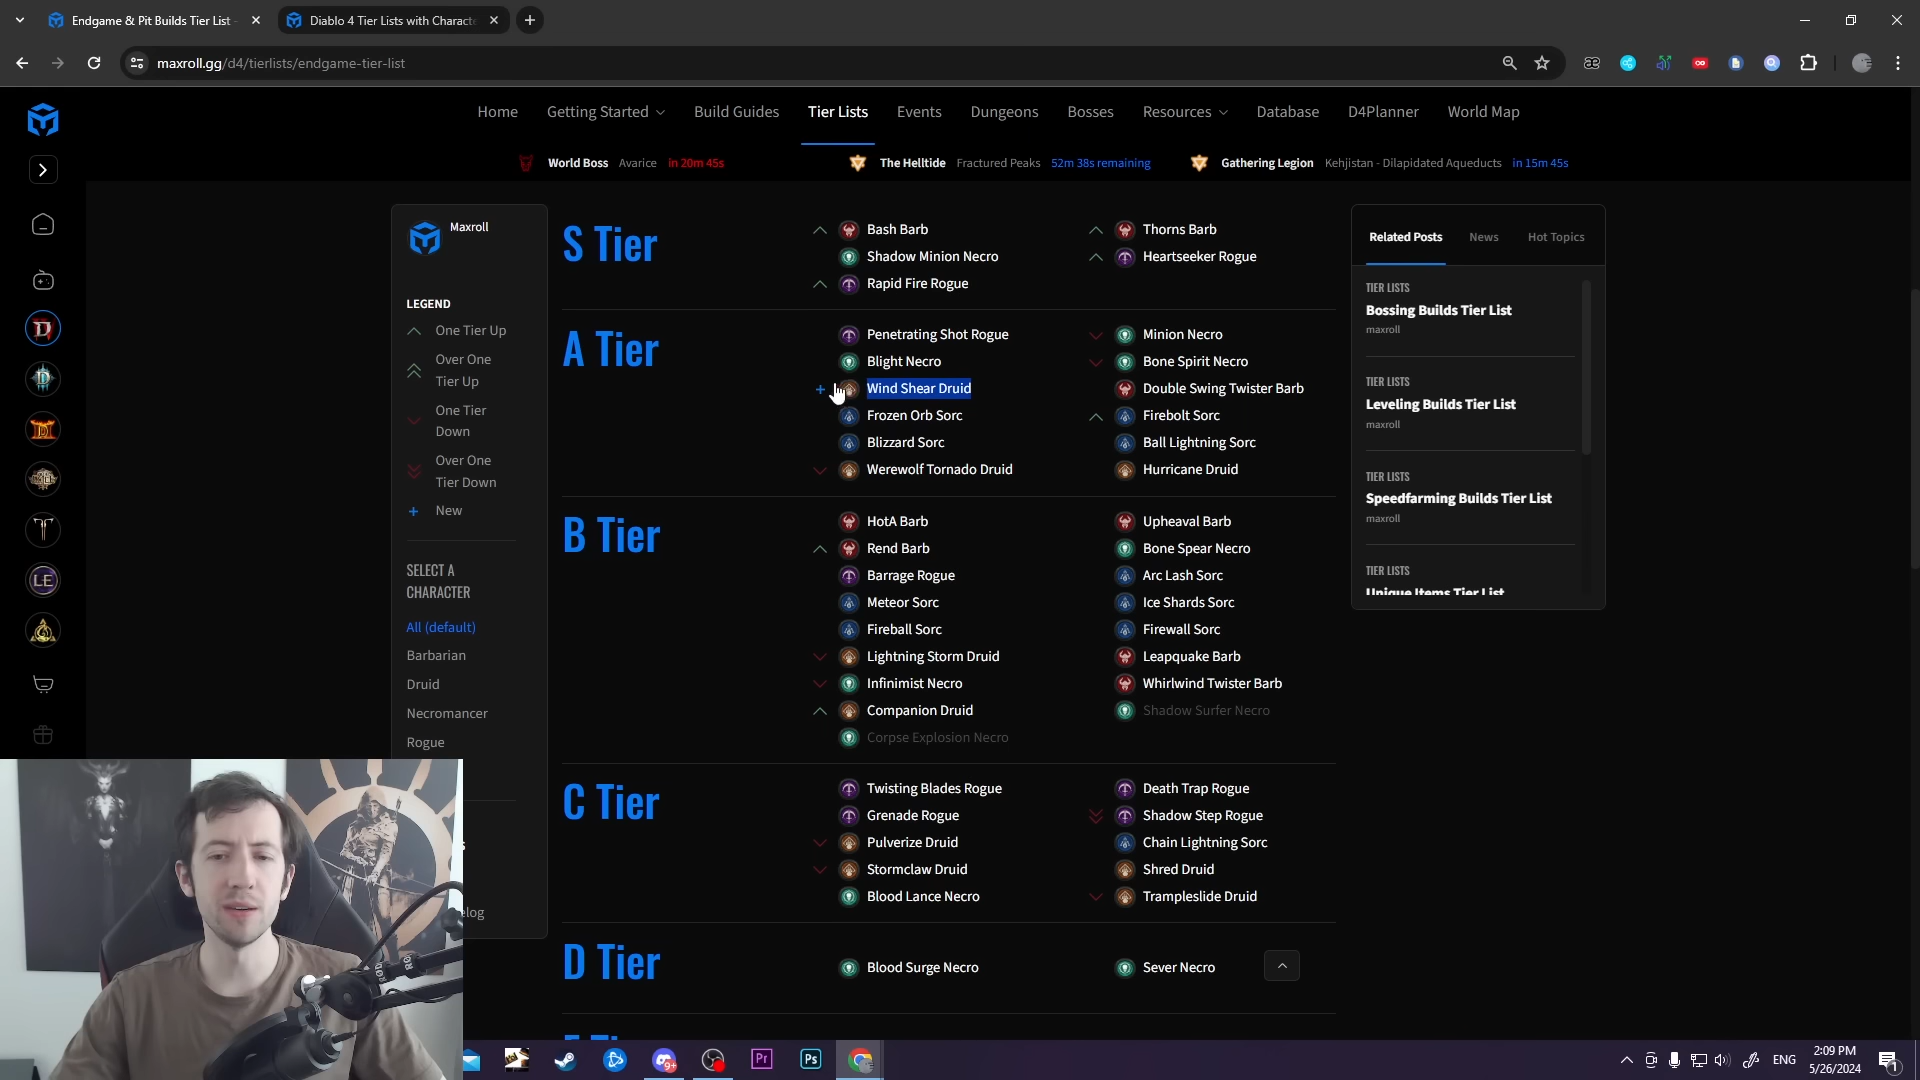 Endgame & Pit Builds Tier List
Diablo 4 Tier Lists with Characte
maxroll.gg/d4/tierlists/endgame-tier-list
Home
Getting Started
Build Guides
Tier Lists
Events
Dungeons
Bosses
Resources
Database
D4Planner
World Map
World Boss Avarice in 20m 45s
The Helltide Fractured Peaks 52m 38s remaining
Gathering Legion Kehjistan - Dilapidated Aqueducts in 15m 45s
Maxroll
LEGEND
One Tier Up
Over One
Tier Up
One Tier
Down
Over One
Tier Down
+ New
SELECT A
CHARACTER
All (default)
Barbarian
Druid
Necromancer
Rogue
S Tier
Bash Barb
Thorns Barb
Shadow Minion Necro
Heartseeker Rogue
Rapid Fire Rogue
A Tier
Penetrating Shot Rogue
Minion Necro
Blight Necro
Bone Spirit Necro
+ Wind Shear Druid
Double Swing Twister Barb
Frozen Orb Sorc
Firebolt Sorc
Blizzard Sorc
Ball Lightning Sorc
Werewolf Tornado Druid
Hurricane Druid
B Tier
HotA Barb
Upheaval Barb
Rend Barb
Bone Spear Necro
Barrage Rogue
Arc Lash Sorc
Meteor Sorc
Ice Shards Sorc
Fireball Sorc
Firewall Sorc
Lightning Storm Druid
Leapquake Barb
Infinimist Necro
Whirlwind Twister Barb
Companion Druid
Shadow Surfer Necro
Corpse Explosion Necro
C Tier
Twisting Blades Rogue
Death Trap Rogue
Grenade Rogue
Shadow Step Rogue
Pulverize Druid
Chain Lightning Sorc
Stormclaw Druid
Shred Druid
Blood Lance Necro
Trampleslide Druid
D Tier
Blood Surge Necro
Sever Necro
Related Posts
News
Hot Topics
TIER LISTS
Bossing Builds Tier List
maxroll
TIER LISTS
Leveling Builds Tier List
maxroll
TIER LISTS
Speedfarming Builds Tier List
maxroll
TIER LISTS
Unique Items Tier List
LE
elog
RODE
9+
Pr
Ps
ENG
2:09 PM
5/26/2024
1